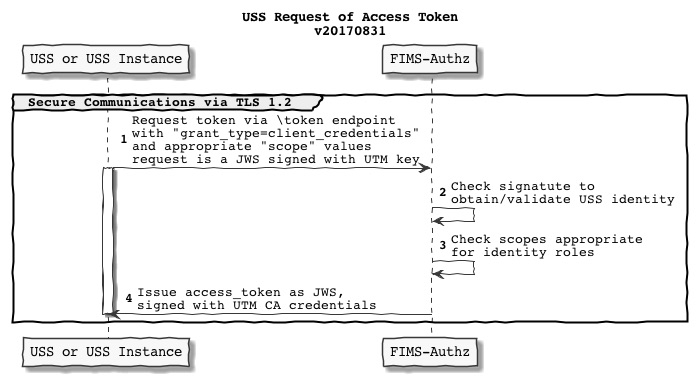 USS Request of Access Token
v20170831
USS or USS Instance
FIMS-Authz
Secure Communications via TLS 1.2
1 Request token via \token endpoint
with "grant_type=client_credentials"
and appropriate "scope" values
request is a JWS signed with UTM key
2 Check signatute to
obtain/validate USS identity
3 Check scopes appropriate
for identity roles
4 Issue access_token as JWS,
signed with UTM CA credentials
USS or USS Instance
FIMS-Authz